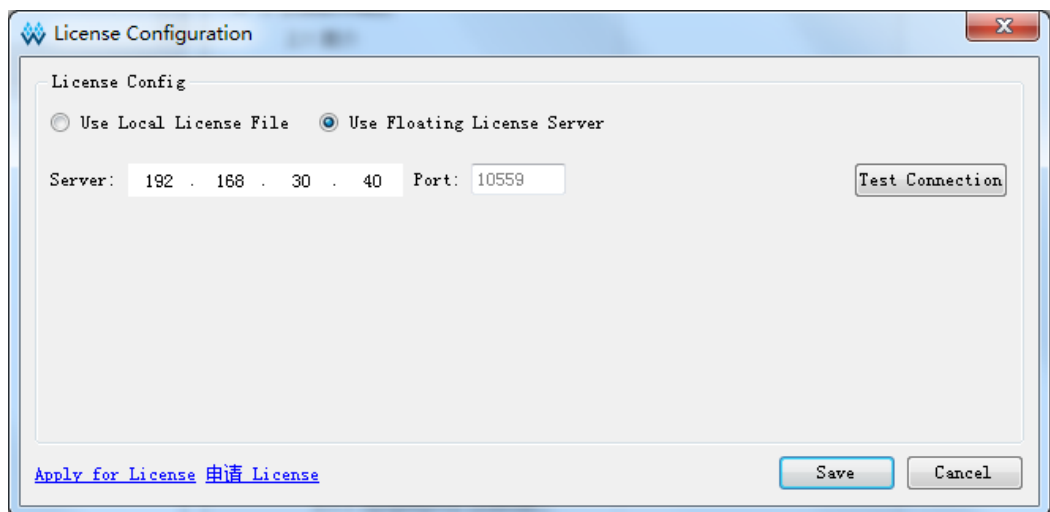 License Configuration
License Config
Use Local License File Use Floating License Server
Server: 192 . 168 . 30 . 40 Port: 10559 Test Connection
Apply for License 申请 License Save Cancel